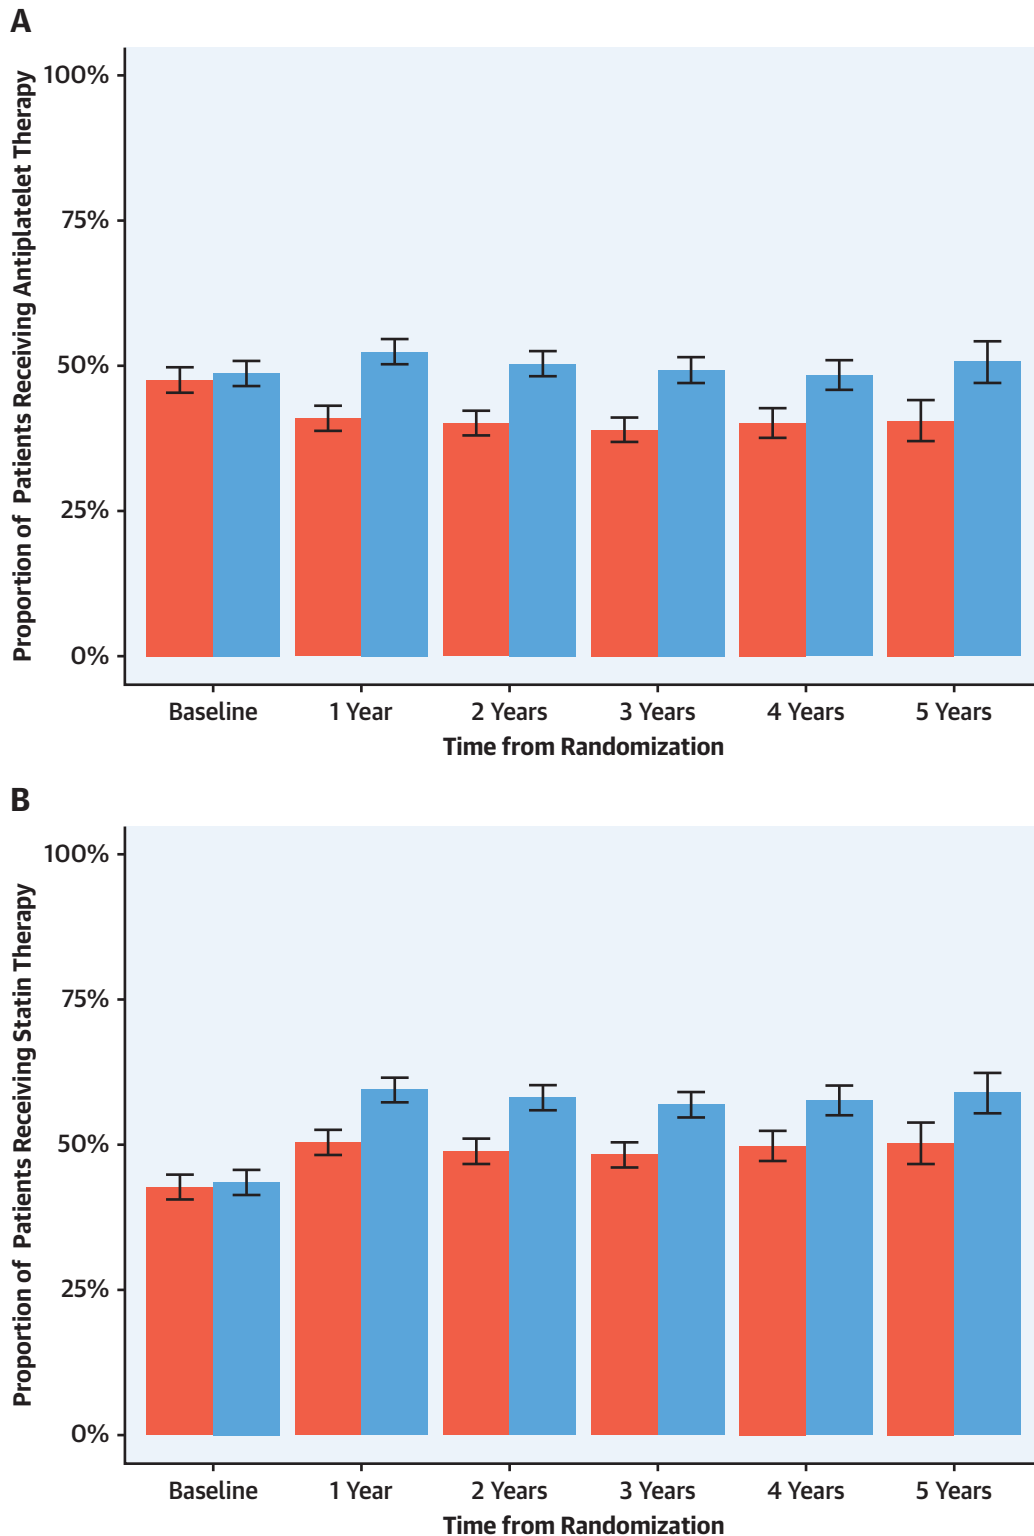 A
Proportion of Patients Receiving Antiplatelet Therapy
100%
75%
50%
25%
0%
Baseline 1 Year 2 Years 3 Years 4 Years 5 Years
Time from Randomization
B
Proportion of Patients Receiving Statin Therapy
100%
75%
50%
25%
0%
Baseline 1 Year 2 Years 3 Years 4 Years 5 Years
Time from Randomization